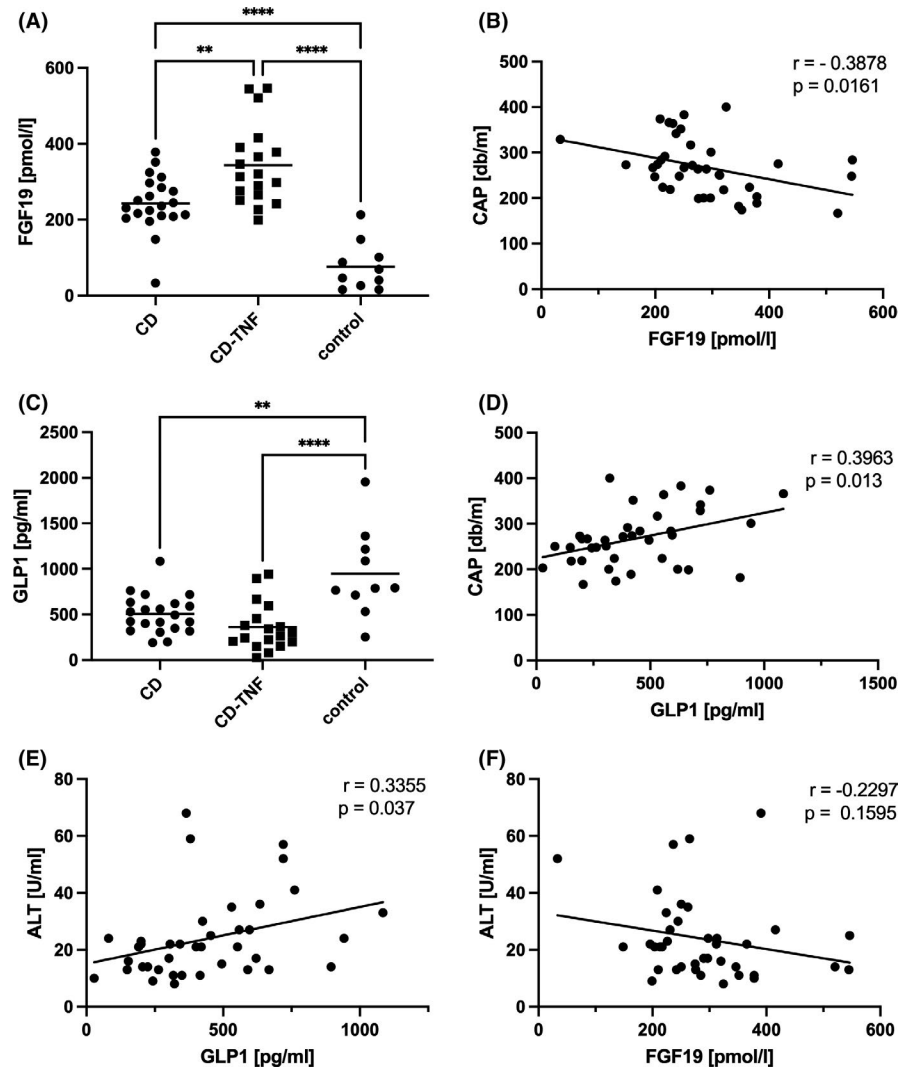 (A)
****
**
****
FGF19 [pmol/l]
600
400
200
0
CD
CD-TNF
control
(B)
r = - 0.3878
p = 0.0161
CAP [db/m]
500
400
300
200
100
0
0
200
400
600
FGF19 [pmol/l]
(C)
**
****
GLP1 [pg/ml]
2500
2000
1500
1000
500
0
CD
CD-TNF
control
(D)
r = 0.3963
p = 0.013
CAP [db/m]
500
400
300
200
100
0
0
500
1000
1500
GLP1 [pg/ml]
(E)
r = 0.3355
p = 0.037
ALT [U/ml]
80
60
40
20
0
0
500
1000
GLP1 [pg/ml]
(F)
r = -0.2297
p = 0.1595
ALT [U/ml]
80
60
40
20
0
0
200
400
600
FGF19 [pmol/l]